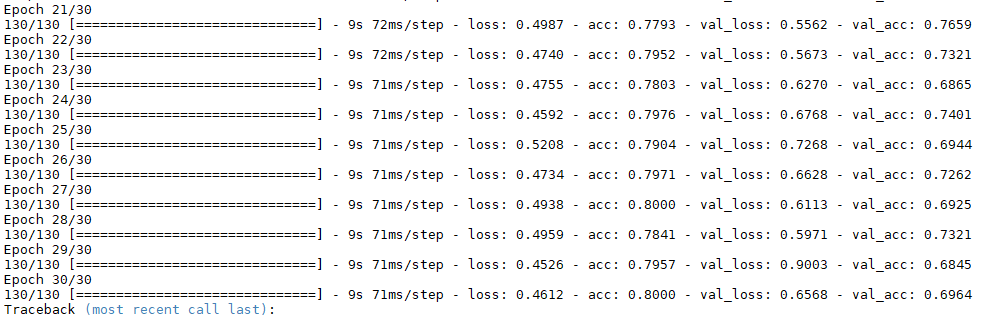 Epoch 21/30
130/130 [==============================] - 9s 72ms/step - loss: 0.4987 - acc: 0.7793 - val_loss: 0.5562 - val_acc: 0.7659
Epoch 22/30
130/130 [==============================] - 9s 72ms/step - loss: 0.4740 - acc: 0.7952 - val_loss: 0.5673 - val_acc: 0.7321
Epoch 23/30
130/130 [==============================] - 9s 71ms/step - loss: 0.4755 - acc: 0.7803 - val_loss: 0.6270 - val_acc: 0.6865
Epoch 24/30
130/130 [==============================] - 9s 71ms/step - loss: 0.4592 - acc: 0.7976 - val_loss: 0.6768 - val_acc: 0.7401
Epoch 25/30
130/130 [==============================] - 9s 71ms/step - loss: 0.5208 - acc: 0.7904 - val_loss: 0.7268 - val_acc: 0.6944
Epoch 26/30
130/130 [==============================] - 9s 71ms/step - loss: 0.4734 - acc: 0.7971 - val_loss: 0.6628 - val_acc: 0.7262
Epoch 27/30
130/130 [==============================] - 9s 71ms/step - loss: 0.4938 - acc: 0.8000 - val_loss: 0.6113 - val_acc: 0.6925
Epoch 28/30
130/130 [==============================] - 9s 71ms/step - loss: 0.4959 - acc: 0.7841 - val_loss: 0.5971 - val_acc: 0.7321
Epoch 29/30
130/130 [==============================] - 9s 71ms/step - loss: 0.4526 - acc: 0.7957 - val_loss: 0.9003 - val_acc: 0.6845
Epoch 30/30
130/130 [==============================] - 9s 71ms/step - loss: 0.4612 - acc: 0.8000 - val_loss: 0.6568 - val_acc: 0.6964
Traceback (most recent call last):